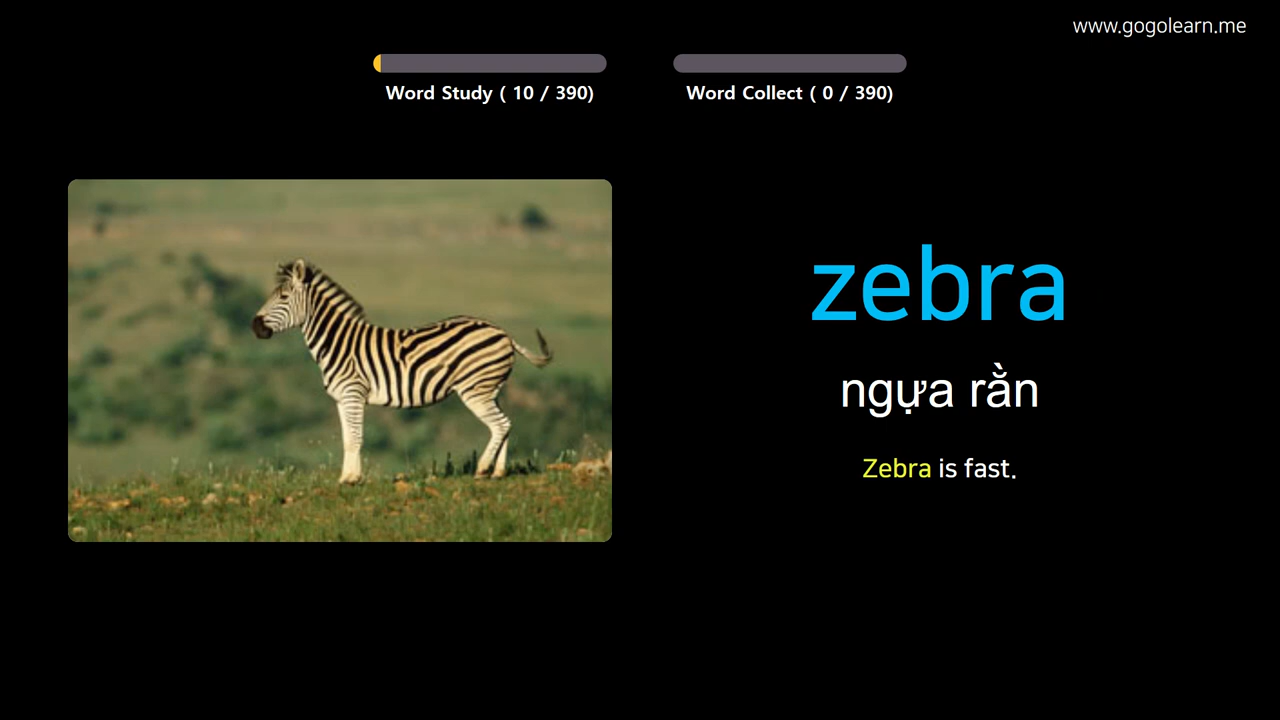 www.gogolearn.me
Word Study ( 10 / 390)
Word Collect ( 0 / 390)
zebra
ngựa rằn
Zebra is fast.